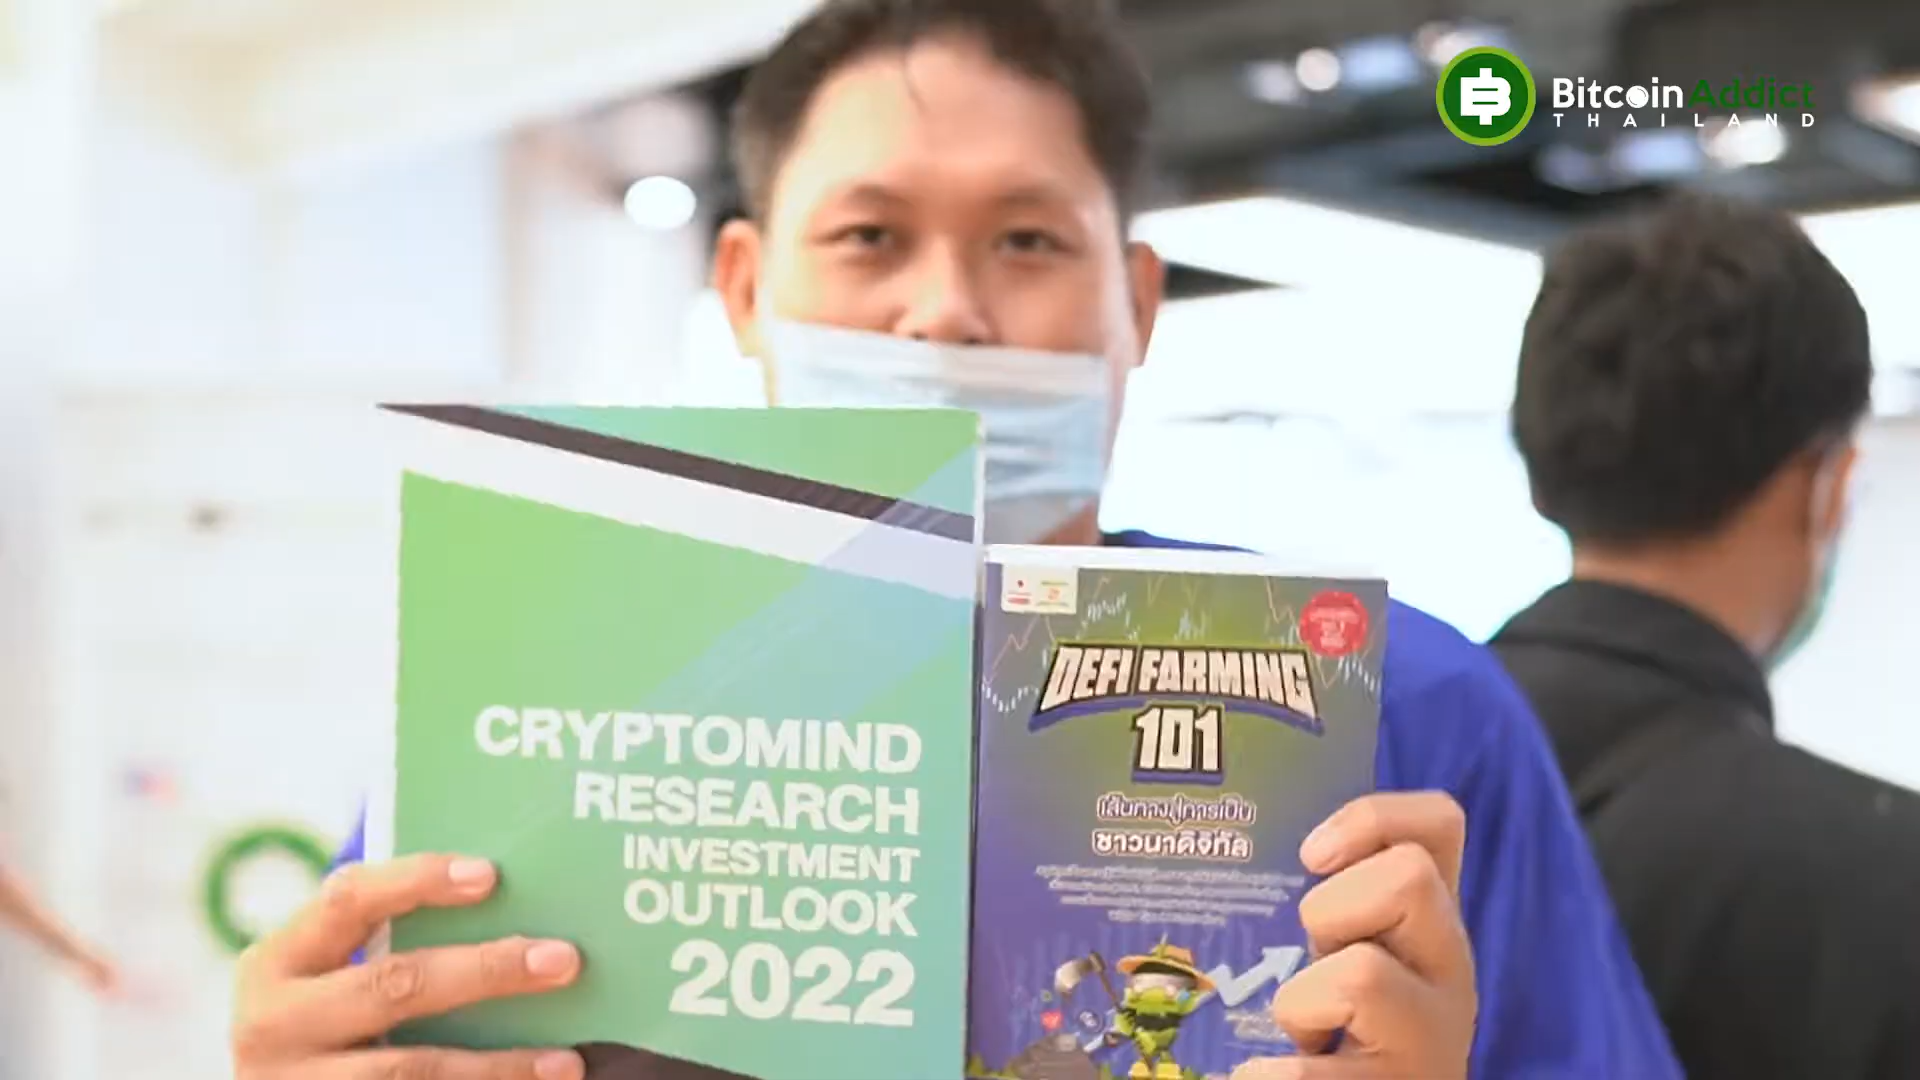 Bitcoin Addict
THAILAND
CRYPTOMIND
RESEARCH
INVESTMENT
OUTLOOK
2022
DEFI FARMING
101
เส้นทางสู่การเป็น
ชาวนาดิจิทัล